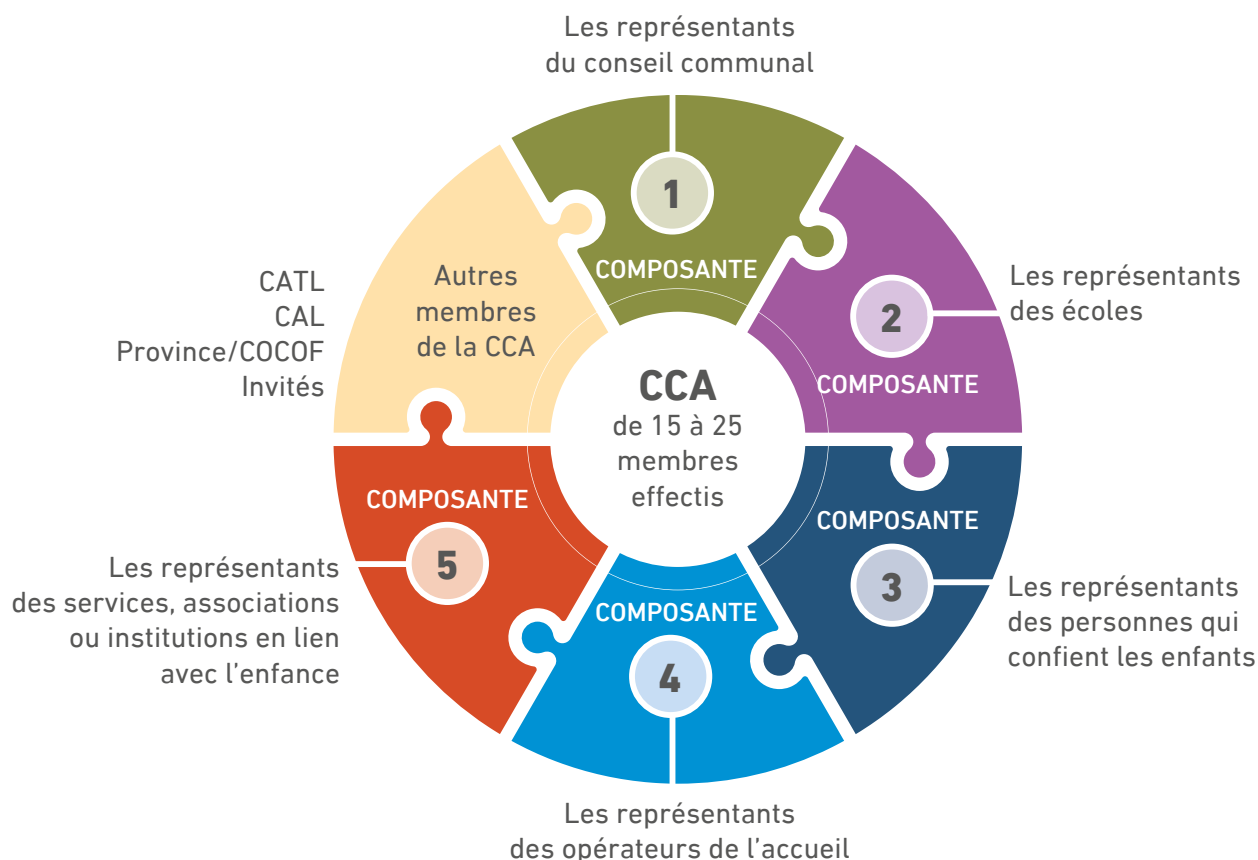 Les représentants
du conseil communal
1
COMPOSANTE
Les représentants
des écoles
2
COMPOSANTE
COMPOSANTE
3
Les représentants
des personnes qui
confient les enfants
COMPOSANTE
4
Les représentants
des opérateurs de l'accueil
COMPOSANTE
5
Les représentants
des services, associations
ou institutions en lien
avec l'enfance
Autres
membres
de la CCA
CATL
CAL
Province/COCOF
Invités
CCA
de 15 à 25
membres
effectis